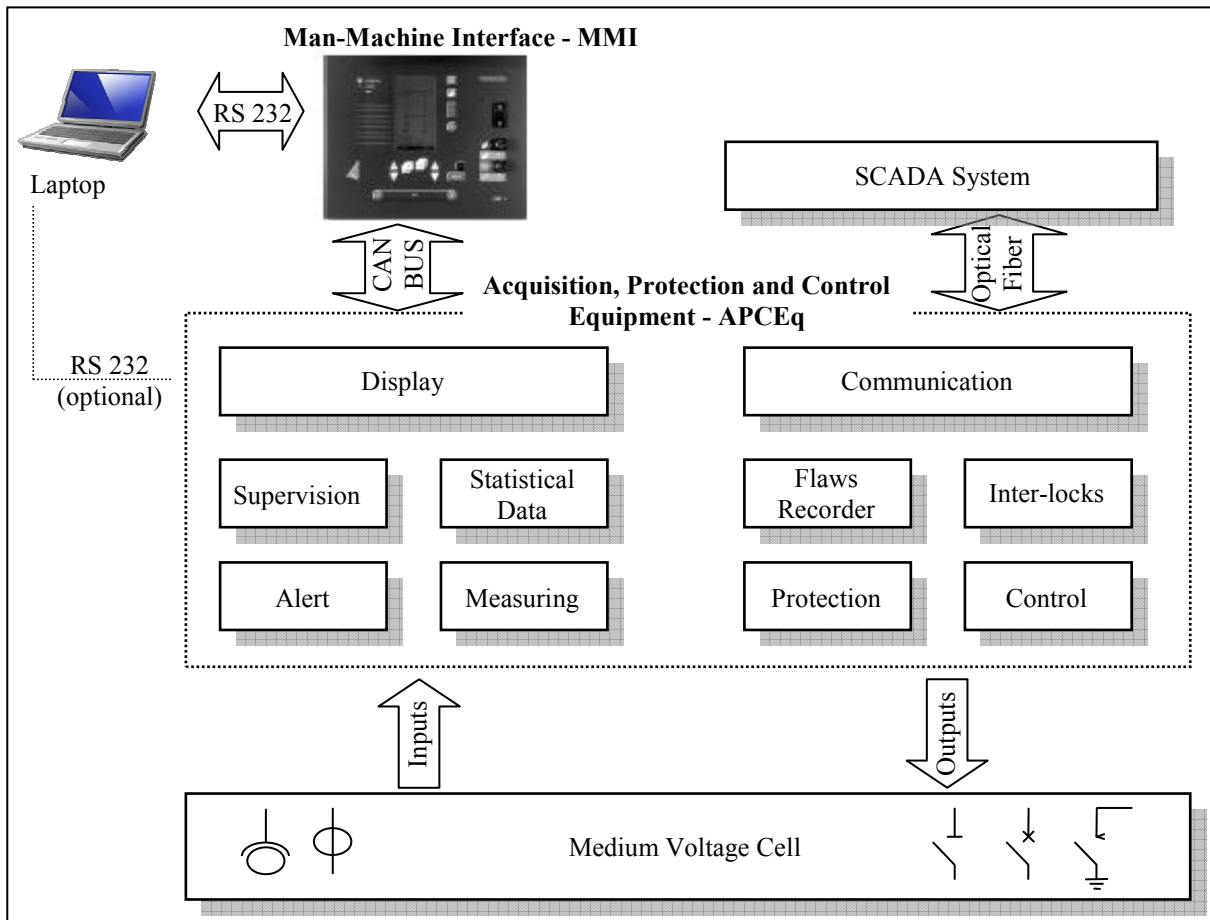 Man-Machine Interface - MMI
RS 232
Laptop
SCADA System
CAN
BUS
Optical
Fiber
Acquisition, Protection and Control
Equipment - APCEq
RS 232
(optional)
Display
Communication
Supervision
Statistical
Data
Flaws
Recorder
Inter-locks
Alert
Measuring
Protection
Control
Inputs
Outputs
Medium Voltage Cell